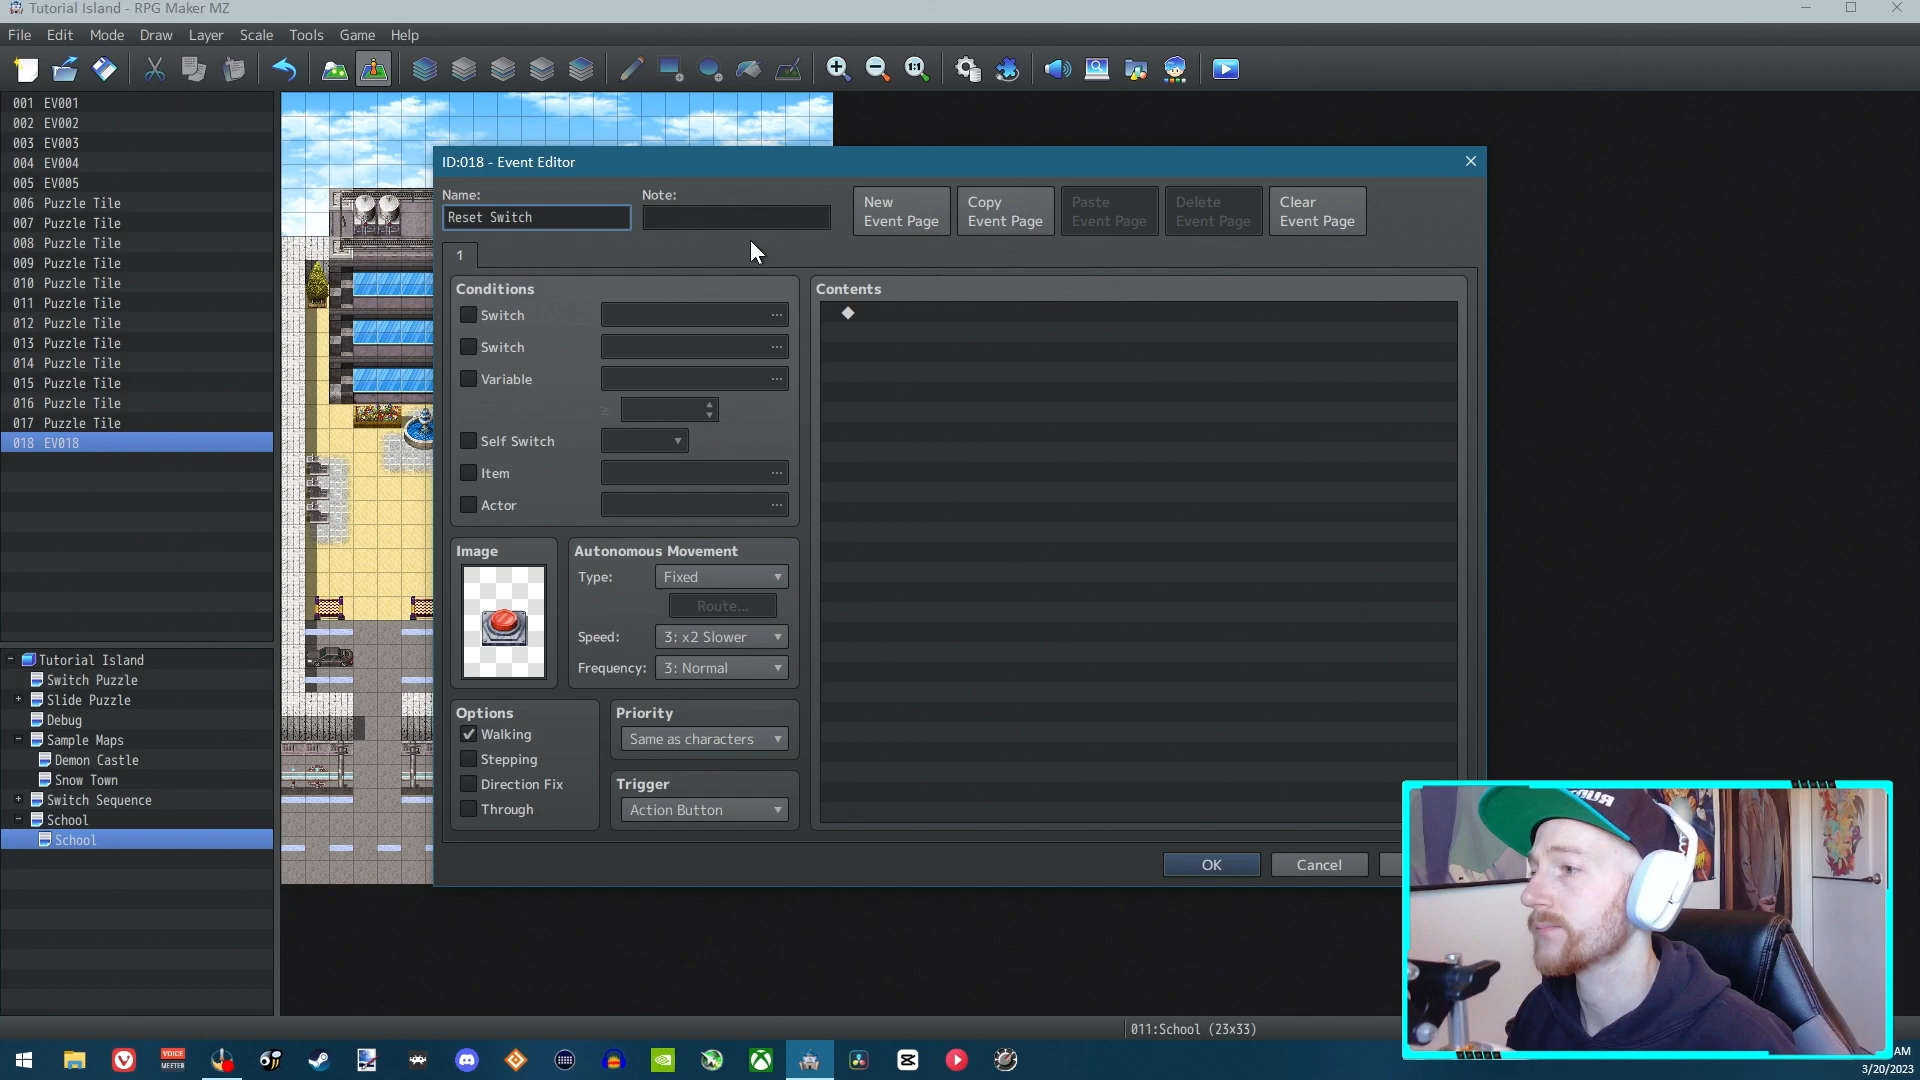 Tutorial Island - RPG Maker MZ
File Edit Mode Draw Layer Scale Tools Game Help
001 EV001
002 EV002
003 EV003
004 EV004
005 EV005
006 Puzzle Tile
007 Puzzle Tile
008 Puzzle Tile
009 Puzzle Tile
010 Puzzle Tile
011 Puzzle Tile
012 Puzzle Tile
013 Puzzle Tile
014 Puzzle Tile
015 Puzzle Tile
016 Puzzle Tile
017 Puzzle Tile
018 EV018
Tutorial Island
Switch Puzzle
Slide Puzzle
Debug
Sample Maps
Demon Castle
Snow Town
Switch Sequence
School
School
ID:018 - Event Editor
Name:
Reset Switch
Note:
New
Event Page
Copy
Event Page
Paste
Event Page
Delete
Event Page
Clear
Event Page
1
Conditions
Switch ...
Switch ...
Variable ...
≥
Self Switch
Item ...
Actor ...
Image
Autonomous Movement
Type: Fixed
Route...
Speed: 3: x2 Slower
Frequency: 3: Normal
Options
Walking
Stepping
Direction Fix
Through
Priority
Same as characters
Trigger
Action Button
Contents
OK Cancel
011:School (23x33)
VOICE
MEETER
AM
3/20/2023